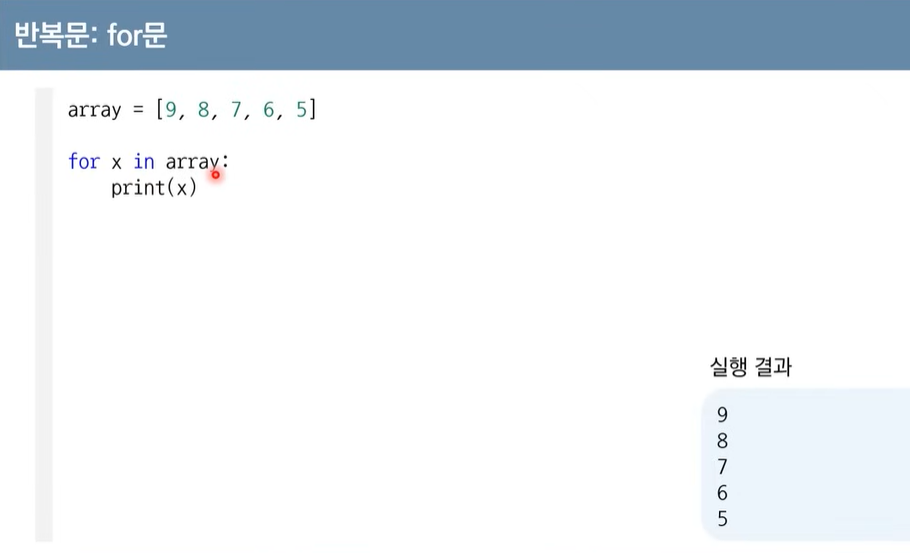 반복문: for문
array = [9, 8, 7, 6, 5]
for x in array:
    print(x)
실행 결과
9
8
7
6
5